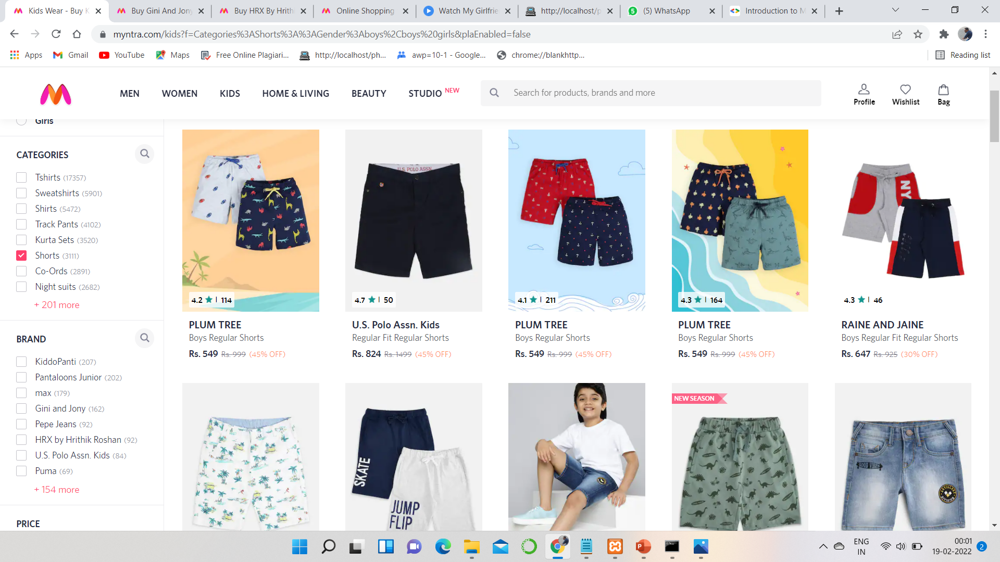 Kids Wear - Buy K
Buy Gini And Jony
Buy HRX By Hrith
Online Shopping
Watch My Girlfrie
http://localhost/p
(5) WhatsApp
Introduction to M
myntra.com/kids?f=Categories%3AShorts%3A%3AGender%3Aboys%2Cboys%20girls&plaEnabled=false
Apps
Gmail
YouTube
Maps
Free Online Plagiari...
http://localhost/ph...
awp=10-1 - Google...
chrome://blankhttp...
Reading list
MEN
WOMEN
KIDS
HOME & LIVING
BEAUTY
STUDIO NEW
Search for products, brands and more
Profile
Wishlist
Bag
Girls
CATEGORIES
Tshirts (17357)
Sweatshirts (5901)
Shirts (5472)
Track Pants (4102)
Kurta Sets (3520)
Shorts (3111)
Co-Ords (2891)
Night suits (2682)
+ 201 more
BRAND
KiddoPanti (207)
Pantaloons Junior (202)
max (179)
Gini and Jony (162)
Pepe Jeans (92)
HRX by Hrithik Roshan (92)
U.S. Polo Assn. Kids (84)
Puma (69)
+ 154 more
PRICE
4.2 | 114
PLUM TREE
Boys Regular Shorts
Rs. 549 Rs. 999 (45% OFF)
U.S. POLO ASSN.
4.7 | 50
U.S. Polo Assn. Kids
Regular Fit Regular Shorts
Rs. 824 Rs. 1499 (45% OFF)
4.1 | 211
PLUM TREE
Boys Regular Shorts
Rs. 549 Rs. 999 (45% OFF)
4.3 | 164
PLUM TREE
Boys Regular Shorts
Rs. 549 Rs. 999 (45% OFF)
NY
4.3 | 46
RAINE AND JAINE
Boys Regular Fit Regular Shorts
Rs. 647 Rs. 925 (30% OFF)
SKATE
JUMP
FLIP
NEW SEASON
GOOD VIBES
ENG
IN
00:01
19-02-2022
2